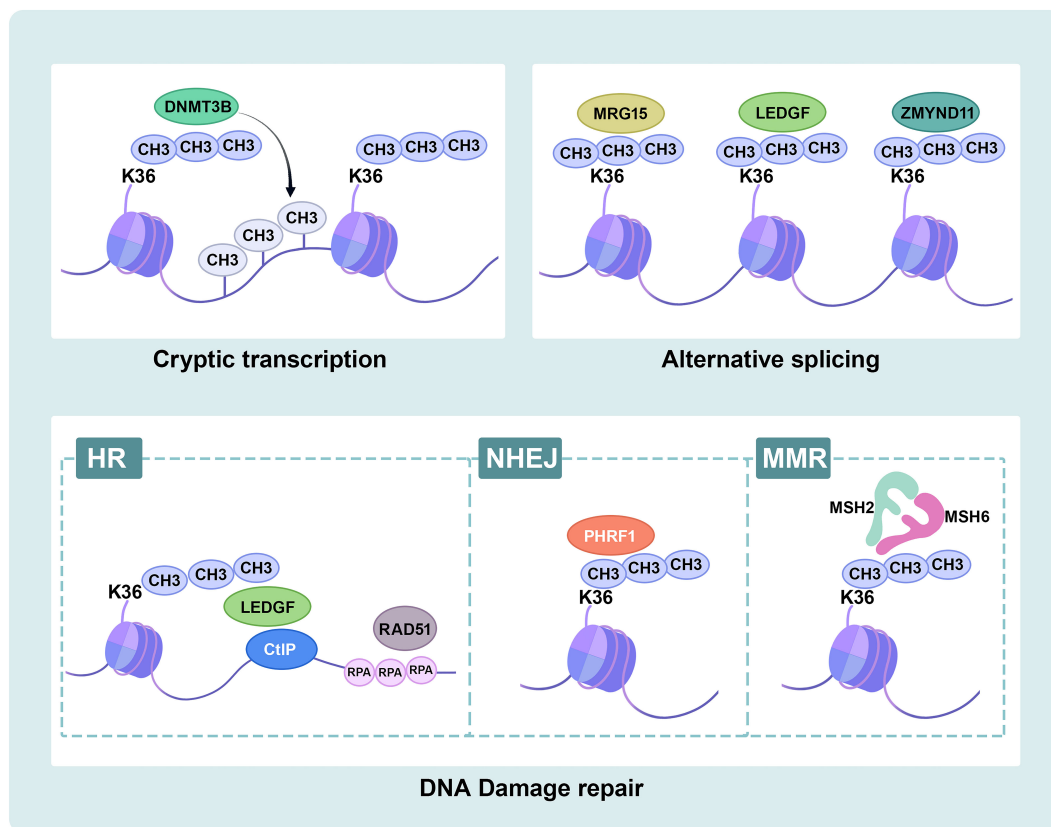 DNMT3B
CH3 CH3 CH3
K36
CH3
CH3
CH3
CH3 CH3 CH3
K36
Cryptic transcription
MRG15
CH3 CH3 CH3
K36
LEDGF
CH3 CH3 CH3
K36
ZMYND11
CH3 CH3 CH3
K36
Alternative splicing
HR
CH3 CH3 CH3
K36
LEDGF
CtIP
RAD51
RPA RPA RPA
NHEJ
PHRF1
CH3 CH3 CH3
K36
MMR
MSH2
MSH6
CH3 CH3 CH3
K36
DNA Damage repair